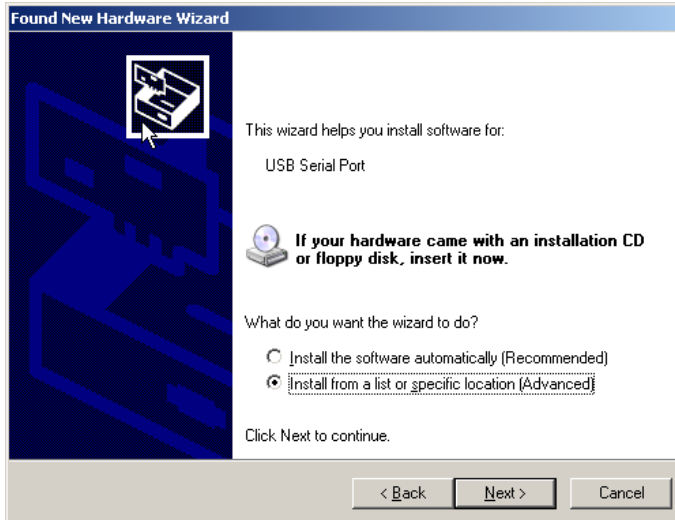 Found New Hardware Wizard
This wizard helps you install software for:
USB Serial Port
If your hardware came with an installation CD
or floppy disk, insert it now.
What do you want the wizard to do?
Install the software automatically (Recommended)
Install from a list or specific location (Advanced)
Click Next to continue.
< Back Next > Cancel